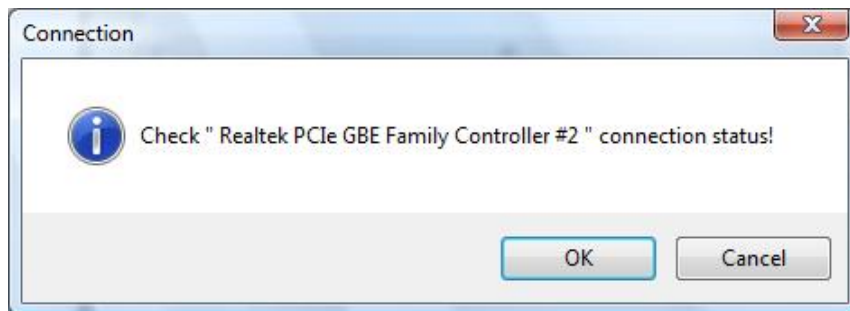 Connection
Check " Realtek PCIe GBE Family Controller #2 " connection status!
OK
Cancel